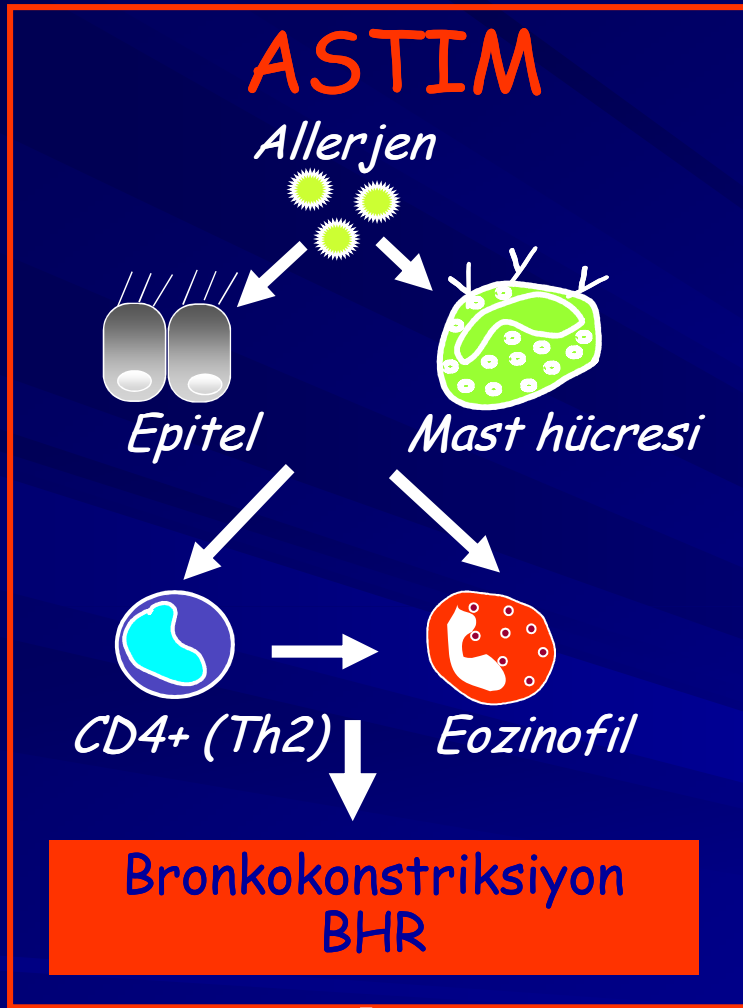 ASTIM
Allerjen
Epitel
Mast hücresi
CD4+ (Th2)
Eozinofil
Bronkokonstriksiyon
BHR